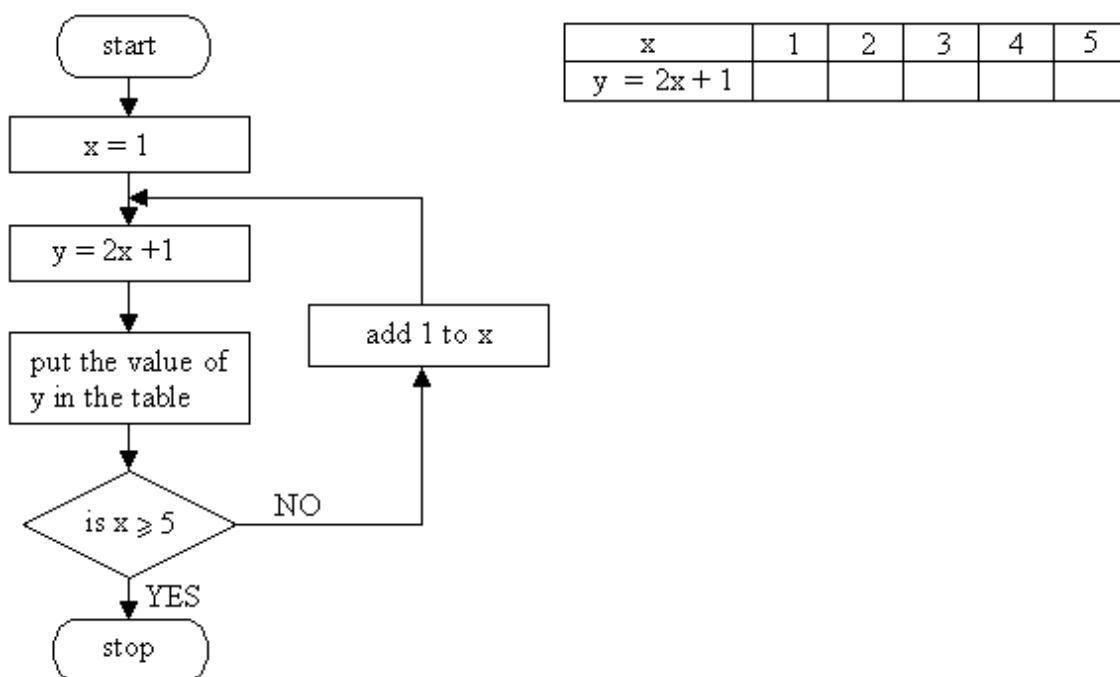 start
x = 1
y = 2x +1
put the value of
y in the table
is x ⩾ 5
NO
add 1 to x
YES
stop
x 1 2 3 4 5
y = 2x + 1